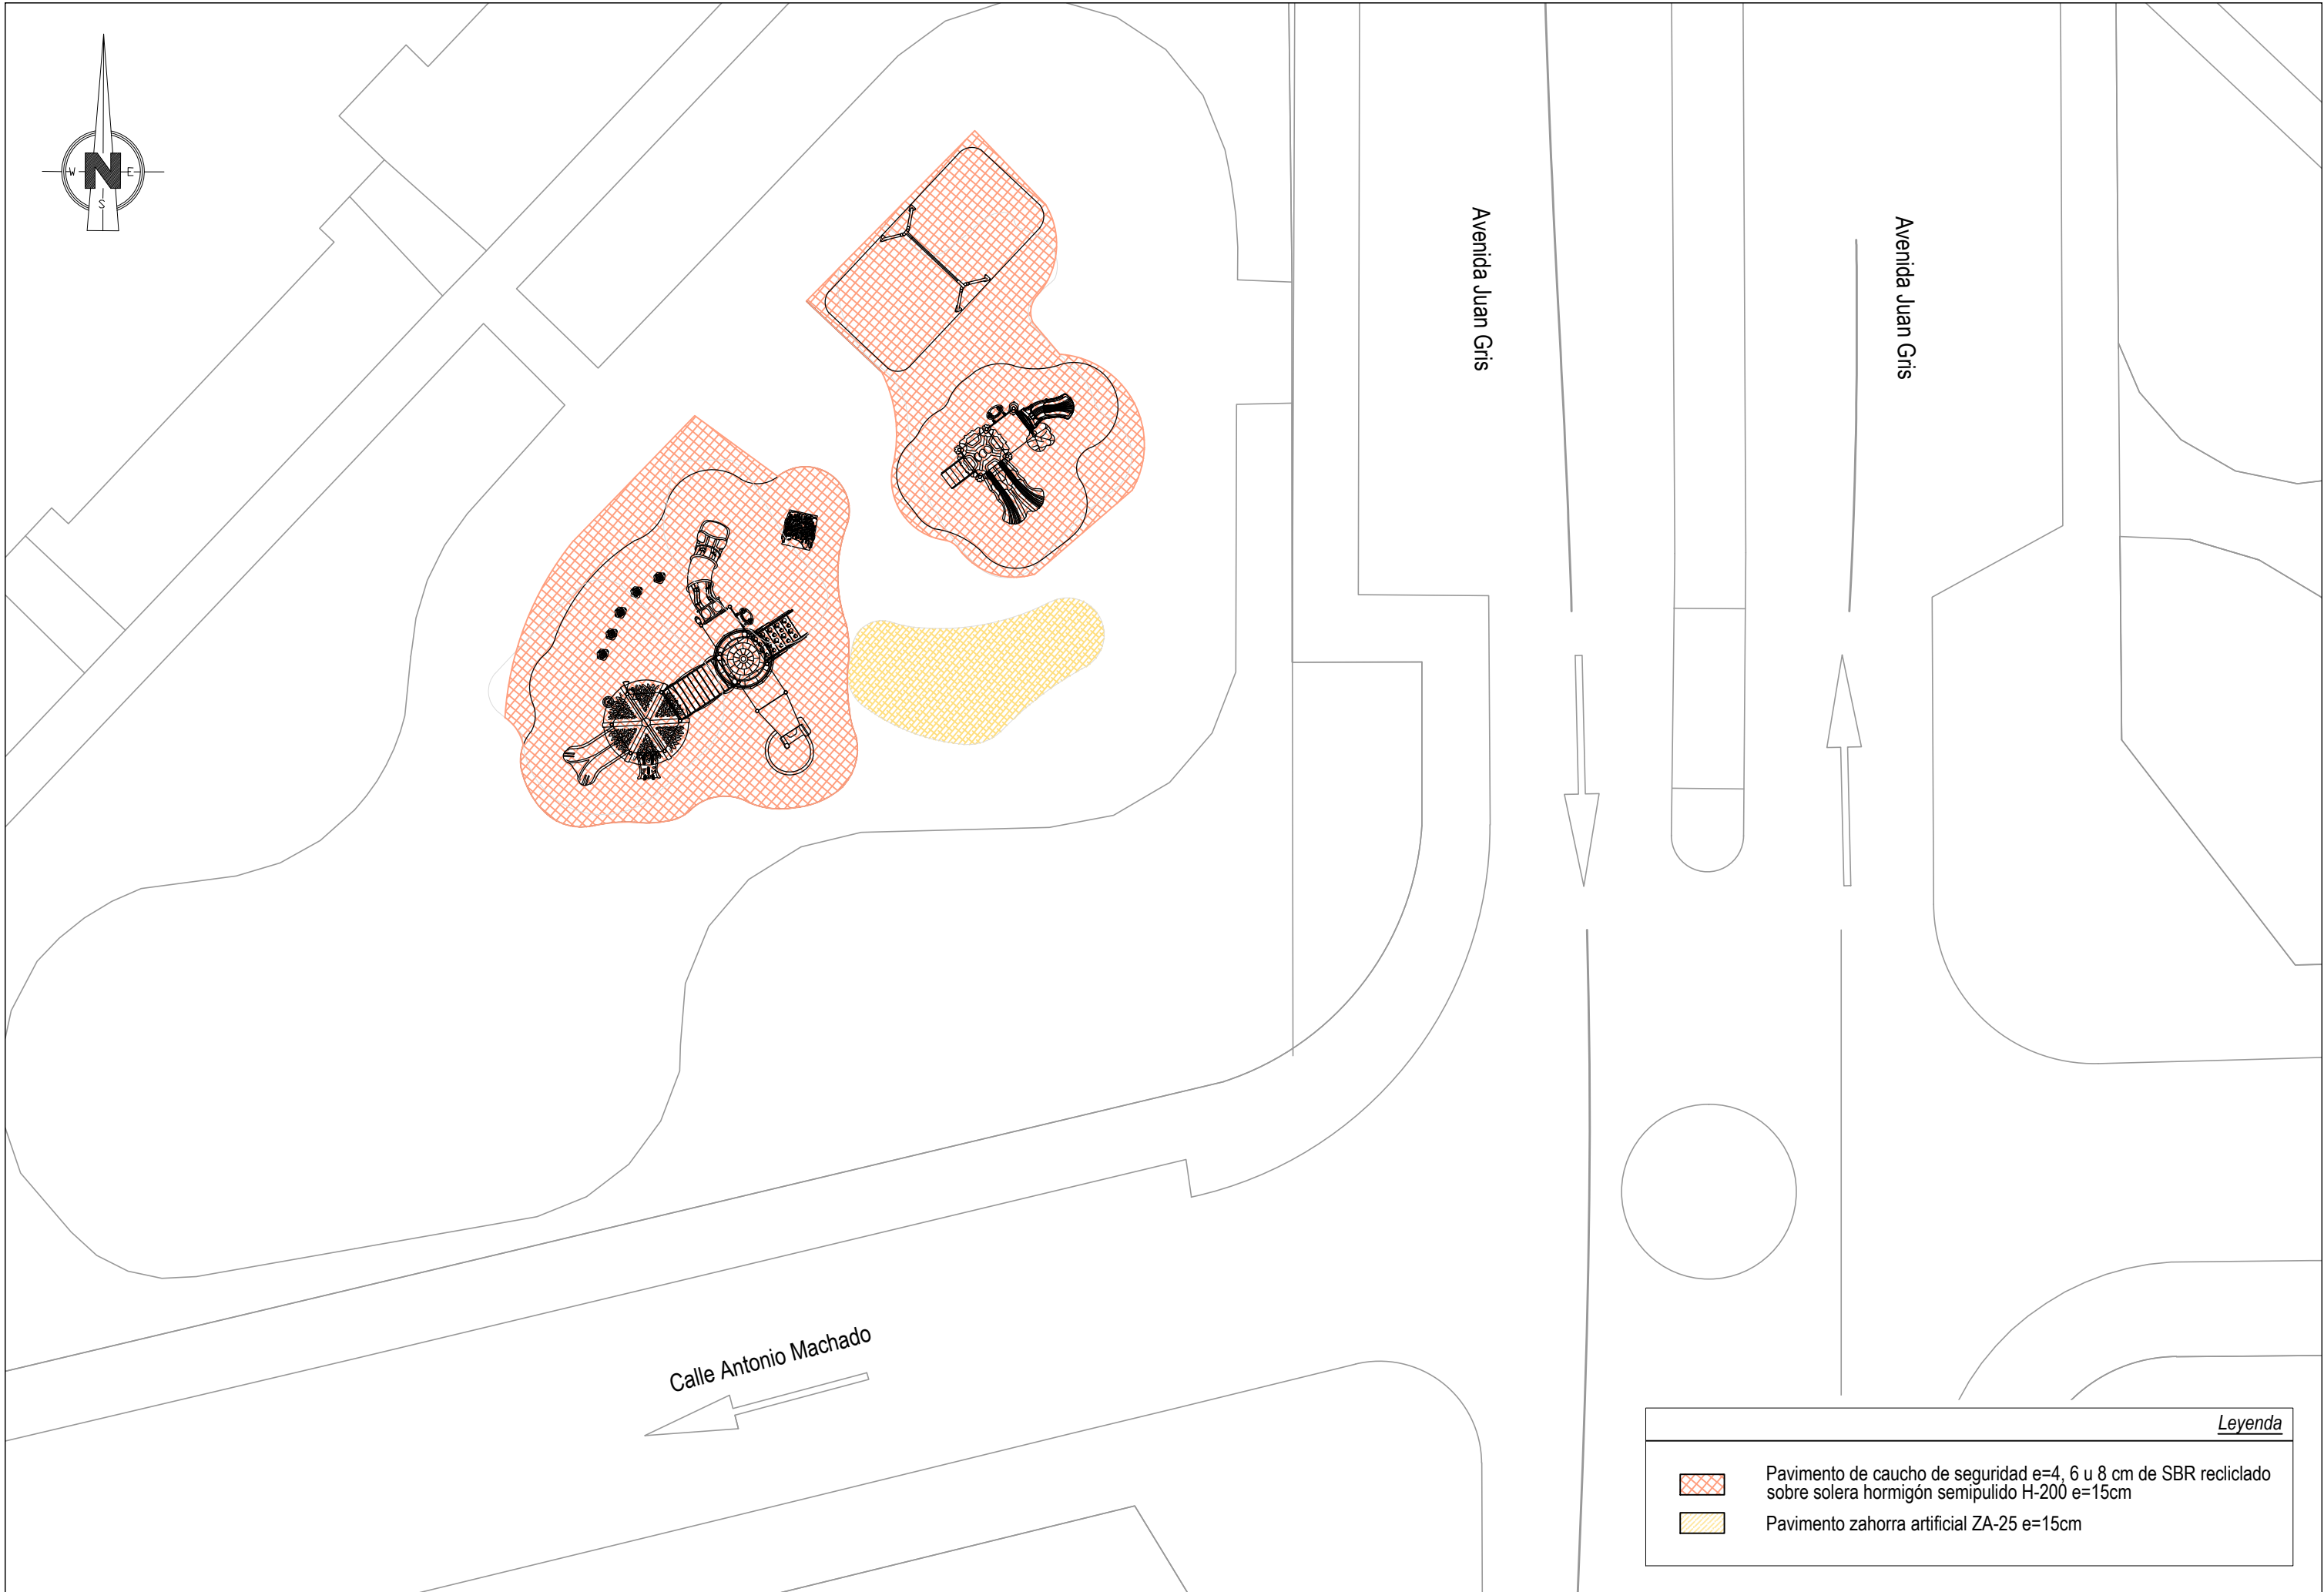 N
W
E
S
Avenida Juan Gris
Avenida Juan Gris
Calle Antonio Machado
Leyenda
Pavimento de caucho de seguridad e=4, 6 u 8 cm de SBR recliclado
sobre solera hormigón semipulido H-200 e=15cm
Pavimento zahorra artificial ZA-25 e=15cm